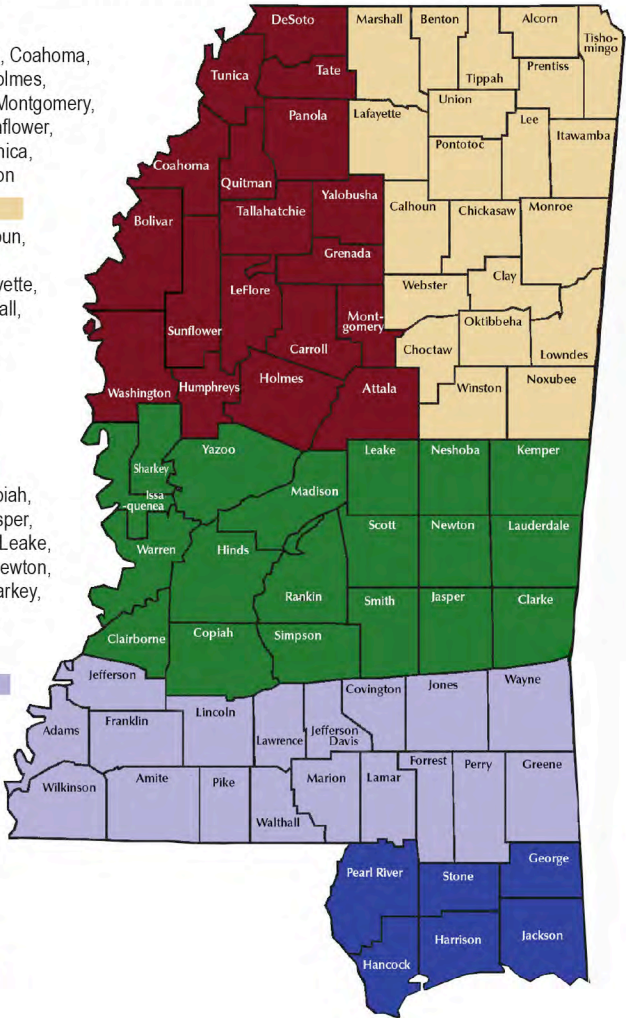 , Coahoma,
olmes,
Montgomery,
nflower,
nica,
on
oun,
yette,
all,
piah,
sper,
Leake,
ewton,
arkey,
DeSoto
Marshall
Benton
Alcorn
Tisho-
mingo
Tunica
Tate
Tippah
Prentiss
Panola
Lafayette
Union
Lee
Itawamba
Coahoma
Quitman
Pontotoc
Bolivar
Tallahatchie
Yalobusha
Calhoun
Chickasaw
Monroe
Grenada
LeFlore
Webster
Clay
Sunflower
Mont-
gomery
Oktibbeha
Carroll
Choctaw
Lowndes
Washington
Humphreys
Holmes
Attala
Winston
Noxubee
Sharkey
Yazoo
Leake
Neshoba
Kemper
Issa
-quenea
Madison
Warren
Hinds
Scott
Newton
Lauderdale
Rankin
Smith
Jasper
Clarke
Clairborne
Copiah
Simpson
Jefferson
Covington
Jones
Wayne
Adams
Franklin
Lincoln
Lawrence
Jefferson
Davis
Wilkinson
Amite
Pike
Walthall
Marion
Lamar
Forrest
Perry
Greene
Pearl River
Stone
George
Hancock
Harrison
Jackson